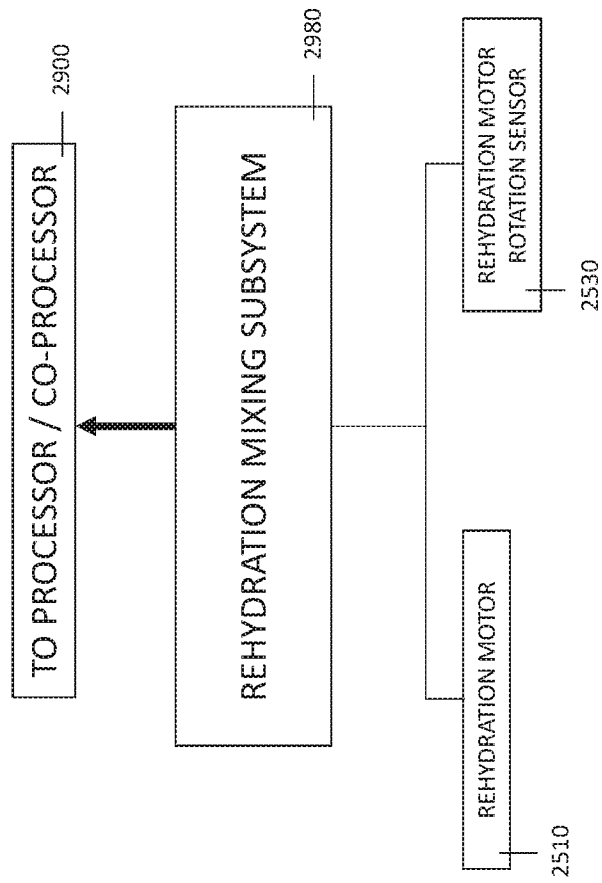 TO PROCESSOR / CO-PROCESSOR
2900
REHYDRATION MIXING SUBSYSTEM
2980
REHYDRATION MOTOR
2510
REHYDRATION MOTOR
ROTATION SENSOR
2530